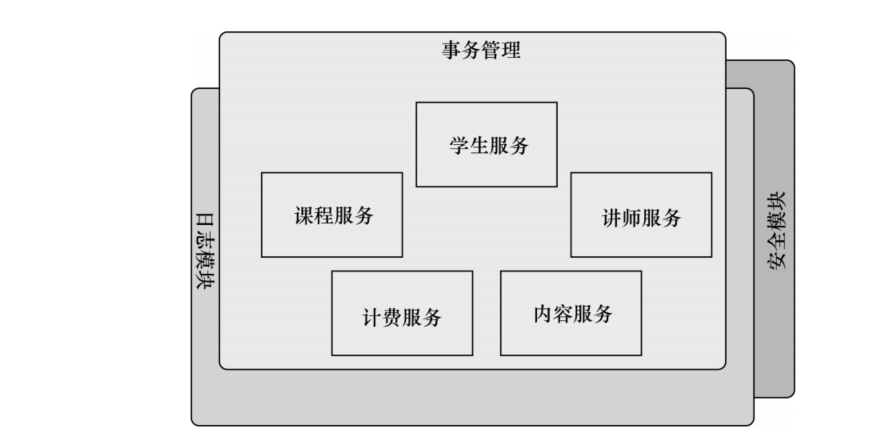 事务管理
学生服务
课程服务
讲师服务
日志模块
安全模块
计费服务
内容服务